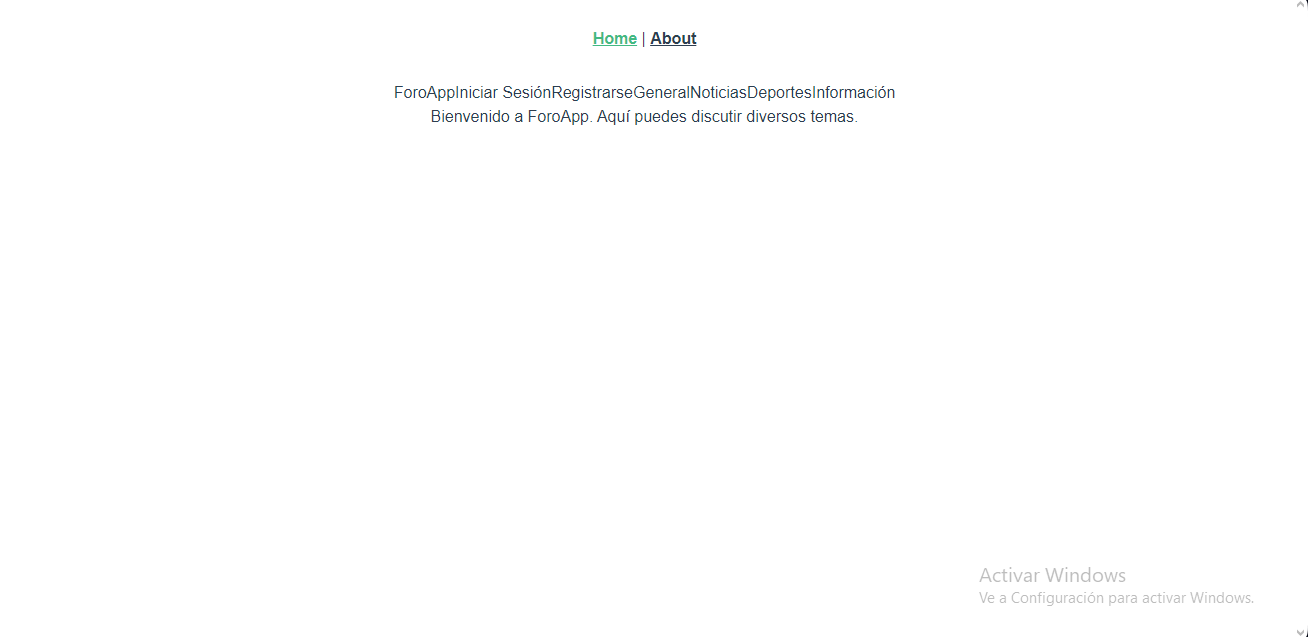 Home | About
ForoAppIniciar SesiónRegistrarseGeneralNoticiasDeportesInformación
Bienvenido a ForoApp. Aquí puedes discutir diversos temas.
Activar Windows
Ve a Configuración para activar Windows.